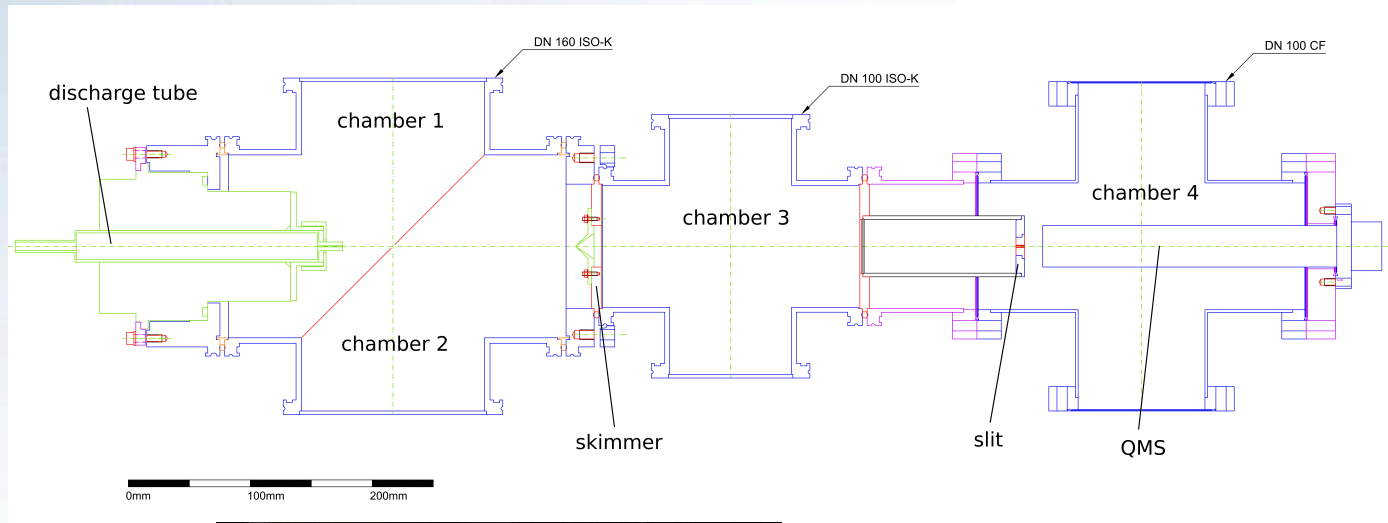 DN 160 ISO-K
DN 100 CF
DN 100 ISO-K
discharge tube
chamber 1
chamber 4
chamber 3
chamber 2
skimmer
slit
QMS
0mm 100mm 200mm